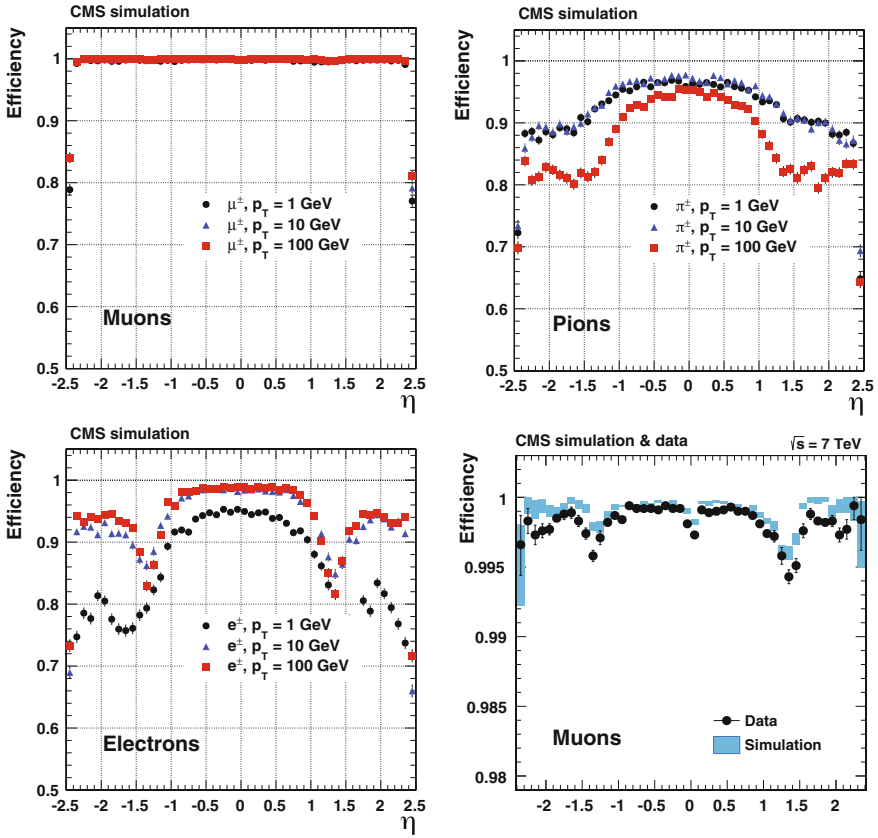 CMS simulation
Efficiency
1
0.9
0.8
0.7
0.6
0.5
μ±, pT = 1 GeV
μ±, pT = 10 GeV
μ±, pT = 100 GeV
Muons
-2.5 -2 -1.5 -1 -0.5 0 0.5 1 1.5 2 2.5
η
CMS simulation
Efficiency
1
0.9
0.8
0.7
0.6
0.5
π±, pT = 1 GeV
π±, pT = 10 GeV
π±, pT = 100 GeV
Pions
-2.5 -2 -1.5 -1 -0.5 0 0.5 1 1.5 2 2.5
η
CMS simulation
Efficiency
1
0.9
0.8
0.7
0.6
0.5
e±, pT = 1 GeV
e±, pT = 10 GeV
e±, pT = 100 GeV
Electrons
-2.5 -2 -1.5 -1 -0.5 0 0.5 1 1.5 2 2.5
η
CMS simulation & data
√s = 7 TeV
Efficiency
1
0.995
0.99
0.985
0.98
Data
Simulation
Muons
-2 -1.5 -1 -0.5 0 0.5 1 1.5 2
η